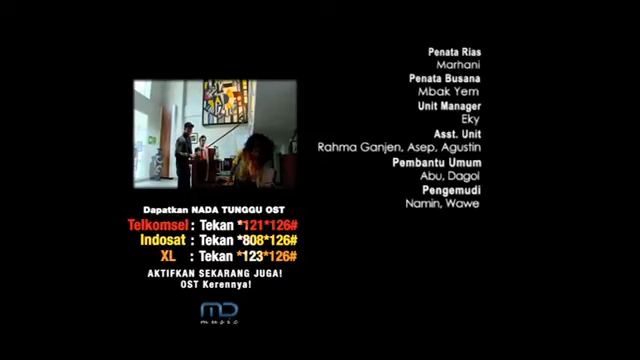 Penata Rias
Marhani
Penata Busana
Mbak Yem
Unit Manager
Eky
Asst. Unit
Rahma Ganjen, Asep, Agustin
Pembantu Umum
Abu, Dagol
Pengemudi
Namin, Wawe
Dapatkan NADA TUNGGU OST
Telkomsel : Tekan *121*126#
Indosat : Tekan *808*126#
XL : Tekan *123*126#
AKTIFKAN SEKARANG JUGA!
OST Kerennya!
MD
music